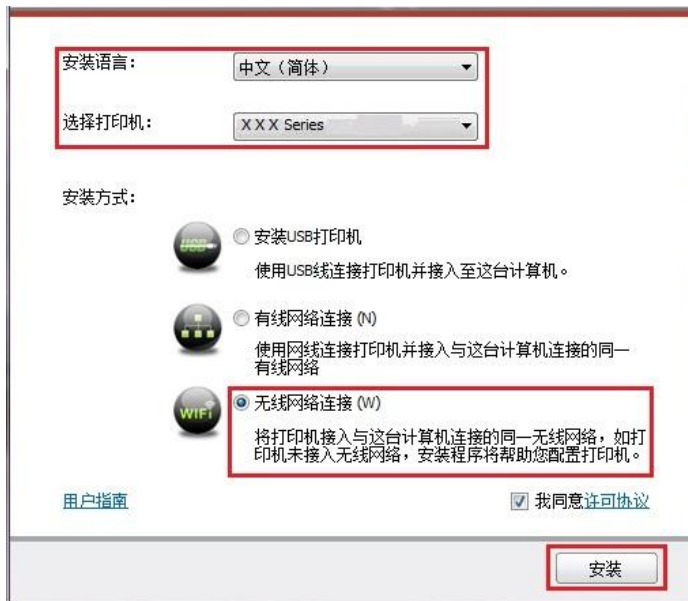 安装语言：
中文（简体）
选择打印机：
XXX Series
安装方式：
USB
安装USB打印机
使用USB线连接打印机并接入至这台计算机。
有线网络连接 (N)
使用网线连接打印机并接入与这台计算机连接的同一
有线网络
WiFi
无线网络连接 (W)
将打印机接入与这台计算机连接的同一无线网络，如打
印机未接入无线网络，安装程序将帮助您配置打印机。
用户指南
我同意许可协议
安装